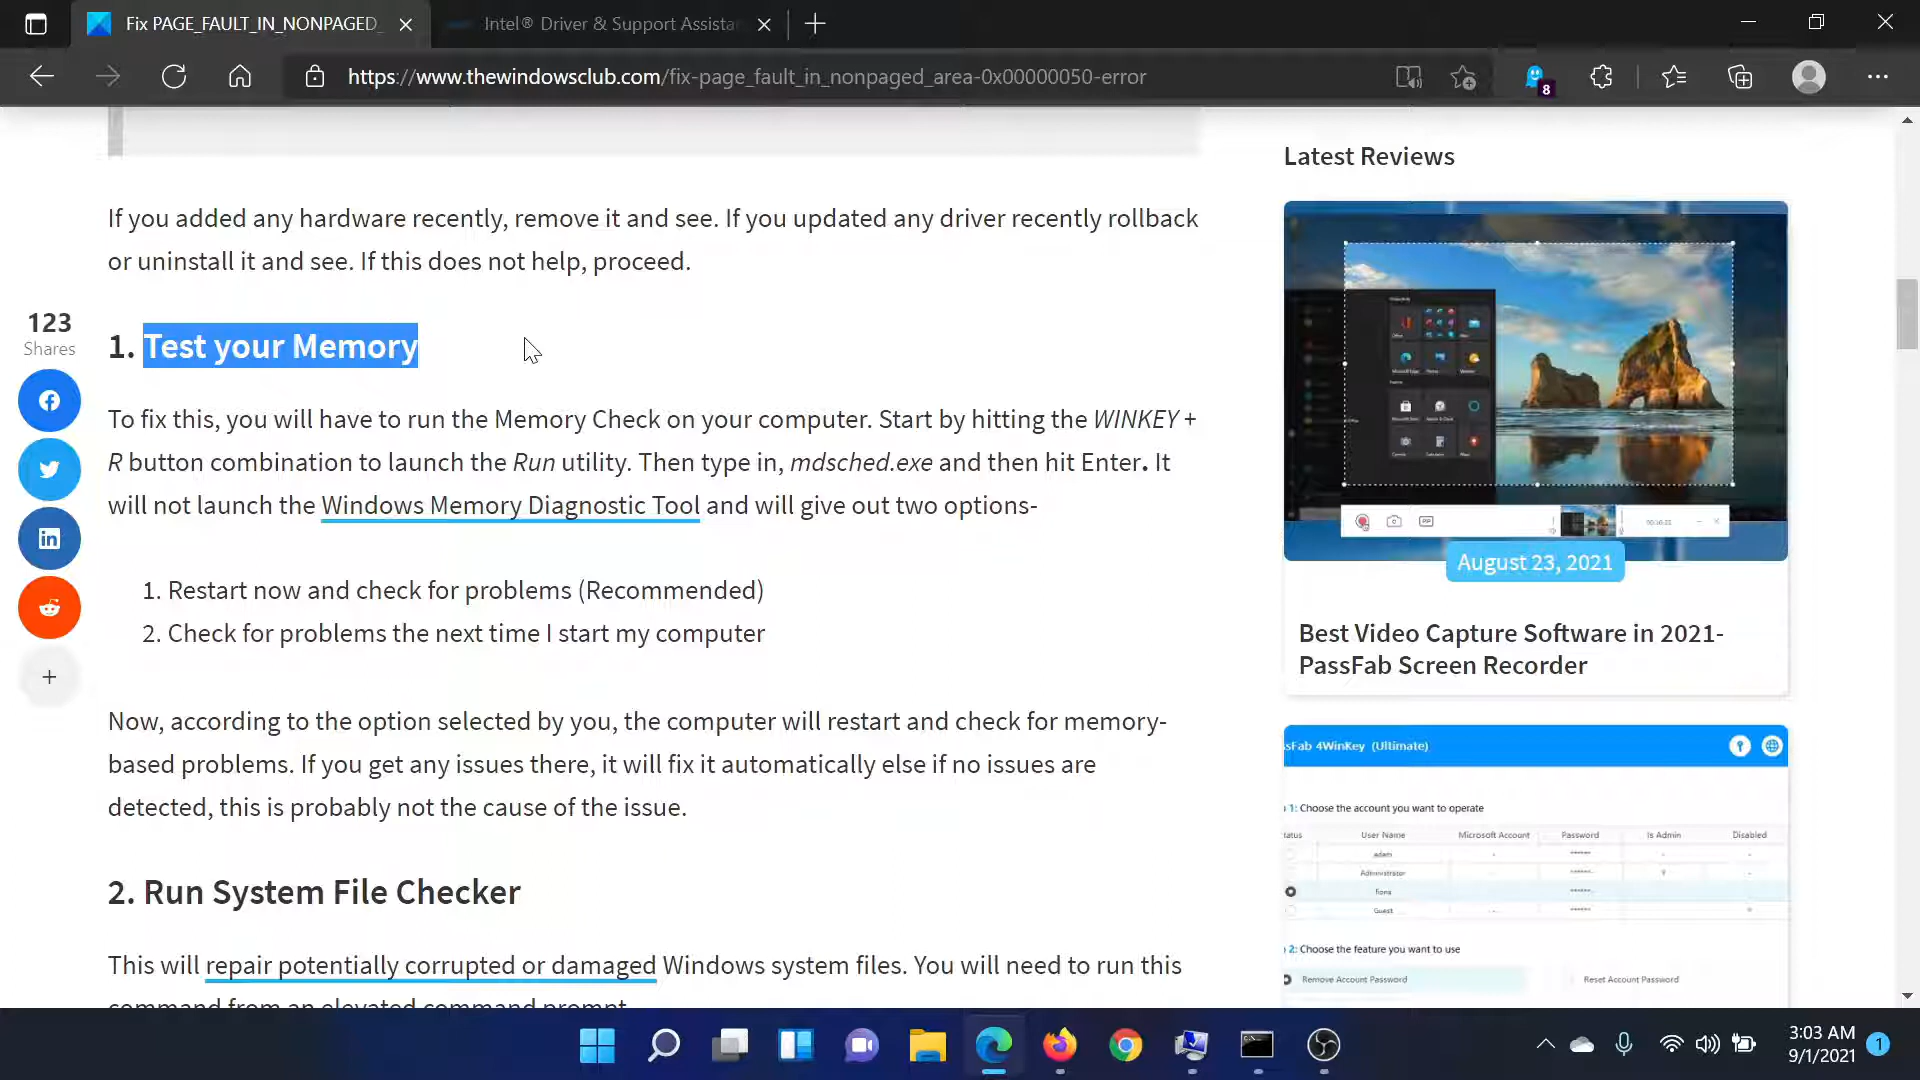 Fix PAGE_FAULT_IN_NONPAGED_
Intel® Driver & Support Assista
https://www.thewindowsclub.com/fix-page_fault_in_nonpaged_area-0x00000050-error
8
If you added any hardware recently, remove it and see. If you updated any driver recently rollback
or uninstall it and see. If this does not help, proceed.
123
Shares
1. Test your Memory
To fix this, you will have to run the Memory Check on your computer. Start by hitting the WINKEY +
R button combination to launch the Run utility. Then type in, mdsched.exe and then hit Enter. It
will not launch the Windows Memory Diagnostic Tool and will give out two options-
1. Restart now and check for problems (Recommended)
2. Check for problems the next time I start my computer
Now, according to the option selected by you, the computer will restart and check for memory-
based problems. If you get any issues there, it will fix it automatically else if no issues are
detected, this is probably not the cause of the issue.
2. Run System File Checker
This will repair potentially corrupted or damaged Windows system files. You will need to run this
command from an elevated command prompt
Latest Reviews
August 23, 2021
Best Video Capture Software in 2021-
PassFab Screen Recorder
sFab 4WinKey (Ultimate)
1: Choose the account you want to operate
tatus User Name Microsoft Account Password Is Admin Disabled
adam
Administrator
fiona
Guest
2: Choose the feature you want to use
Remove Account Password Reset Account Password
3:03 AM
9/1/2021
1